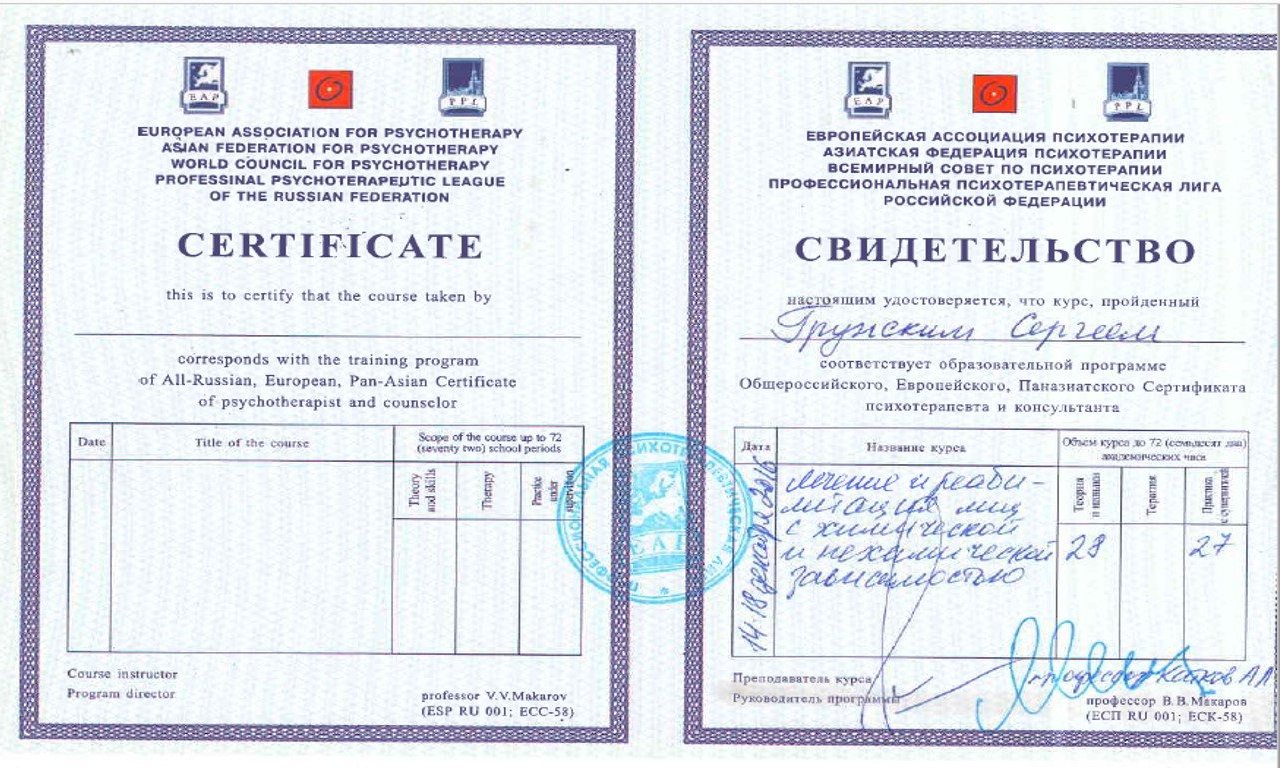 EAP
PPL
EUROPEAN ASSOCIATION FOR PSYCHOTHERAPY
ASIAN FEDERATION FOR PSYCHOTHERAPY
WORLD COUNCIL FOR PSYCHOTHERAPY
PROFESSINAL PSYCHOTERAPEUTIC LEAGUE
OF THE RUSSIAN FEDERATION
CERTIFICATE
this is to certify that the course taken by
corresponds with the training program
of All-Russian, European, Pan-Asian Certificate
of psychotherapist and counselor
Date
Title of the course
Scope of the course up to 72
(seventy two) school periods
Theory
and skills
Therapy
Practice
under
supervision
Course instructor
Program director
professor V.V.Makarov
(ESP RU 001; ECC-58)
EAP
EAP
PPL
ЕВРОПЕЙСКАЯ АССОЦИАЦИЯ ПСИХОТЕРАПИИ
АЗИАТСКАЯ ФЕДЕРАЦИЯ ПСИХОТЕРАПИИ
ВСЕМИРНЫЙ СОВЕТ ПО ПСИХОТЕРАПИИ
ПРОФЕССИОНАЛЬНАЯ ПСИХОТЕРАПЕВТИЧЕСКАЯ ЛИГА
РОССИЙСКОЙ ФЕДЕРАЦИИ
СВИДЕТЕЛЬСТВО
настоящим удостоверяется, что курс, пройденный
Грунским Сергеем
соответствует образовательной программе
Общероссийского, Европейского, Паназиатского Сертификата
психотерапевта и консультанта
Дата
Название курса
Объем курса до 72 (семьдесят два)
академических часа
Теория
и навыки
Терапия
Практика
с супервизией
14-18 декабря 2016
лечение и реаби-
литация лиц
с химической
и нехимической
зависимостью
28
27
Преподаватель курса
профессор Катков А Л
Руководитель программы
профессор В.В.Макаров
(ЕСП RU 001; ЕСК-58)